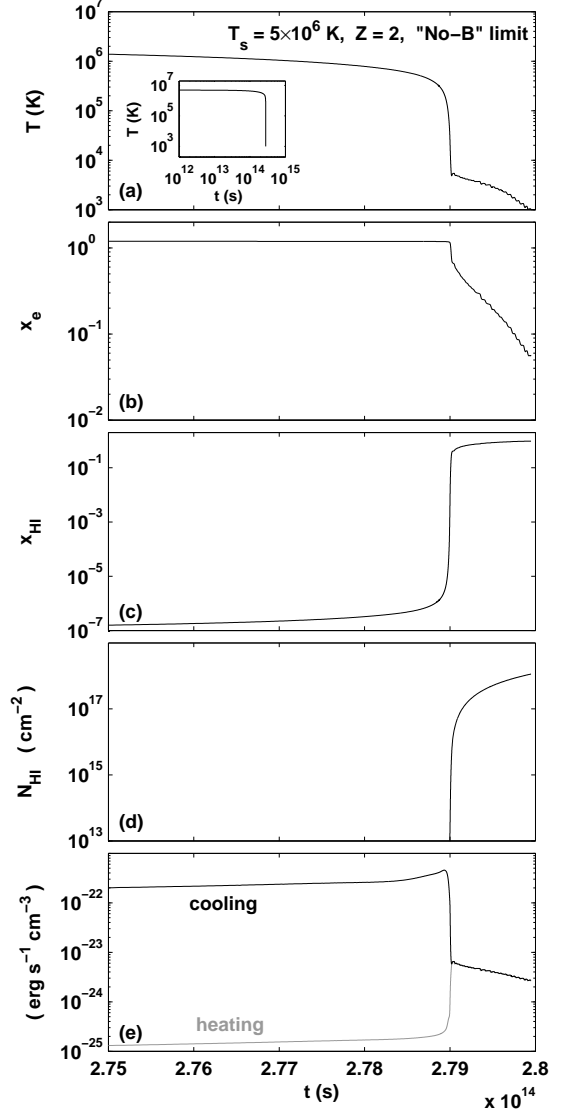 T_s = 5×10^6 K, Z = 2, "No−B" limit
10^7
10^6
10^5
10^4
10^3
T (K)
(a)
10^7
10^5
10^3
T (K)
10^12 10^13 10^14 10^15
t (s)
10^0
10^−1
10^−2
x_e
(b)
10^−1
10^−3
10^−5
10^−7
x_HI
(c)
10^17
10^15
10^13
N_HI ( cm^−2)
(d)
10^−22
10^−23
10^−24
10^−25
( erg s^−1 cm^−3)
cooling
heating
(e)
2.75 2.76 2.77 2.78 2.79 2.8
t (s)
x 10^14